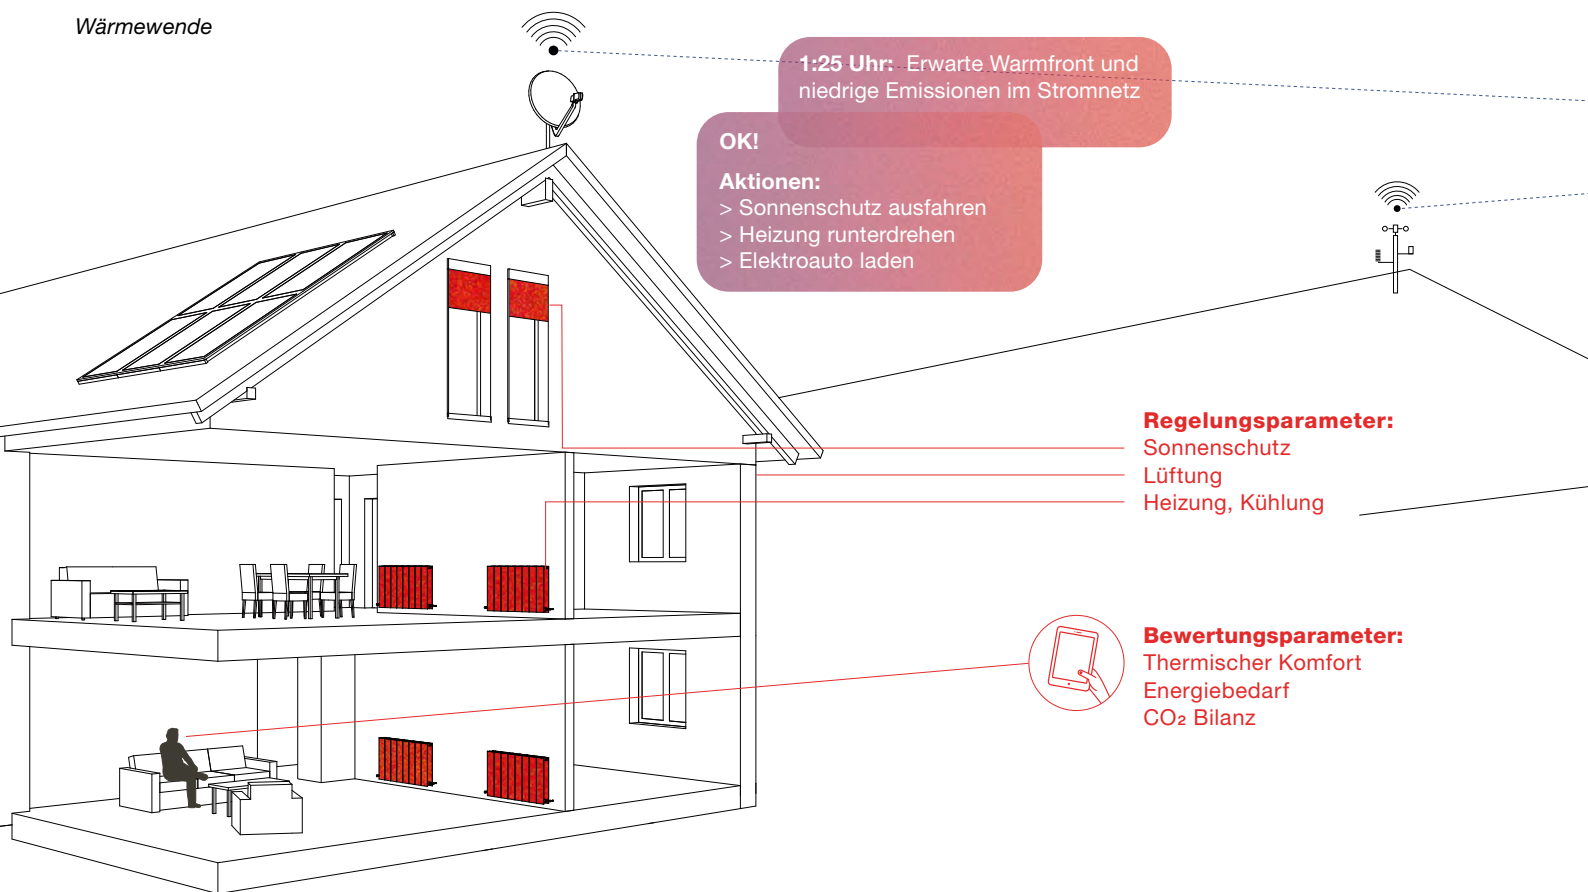 Wärmewende
1:25 Uhr: Erwarte Warmfront und
niedrige Emissionen im Stromnetz
OK!
Aktionen:
> Sonnenschutz ausfahren
> Heizung runterdrehen
> Elektroauto laden
Regelungsparameter:
Sonnenschutz
Lüftung
Heizung, Kühlung
Bewertungsparameter:
Thermischer Komfort
Energiebedarf
CO₂ Bilanz